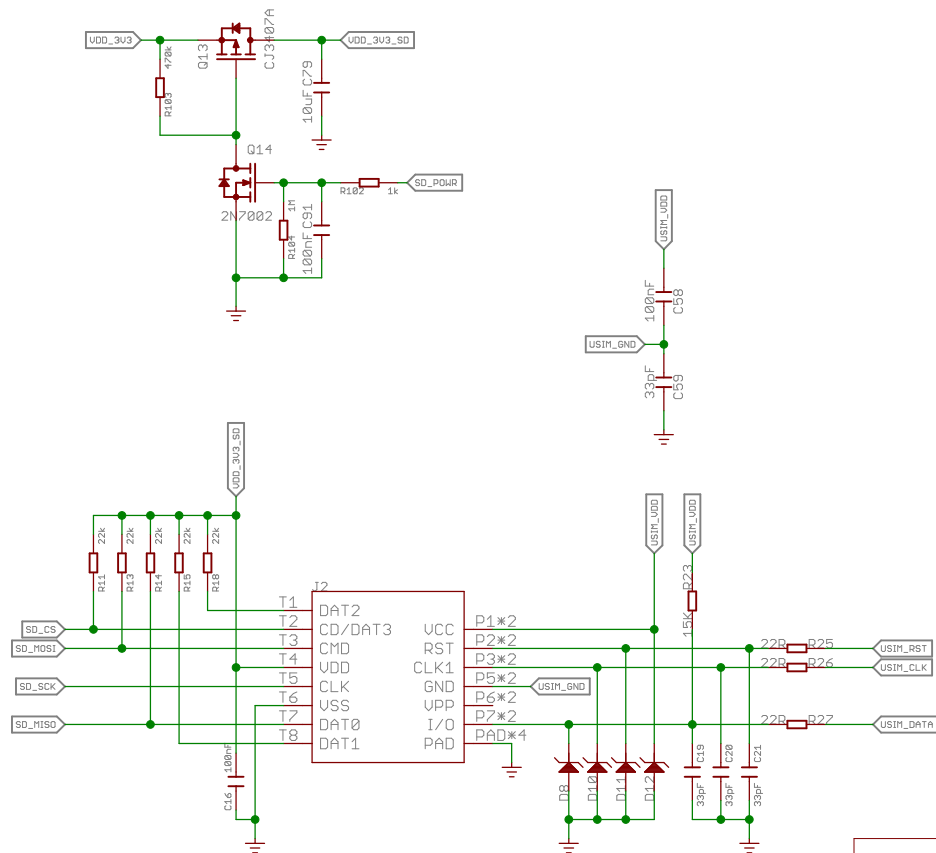 VDD_3V3
470k
R103
Q13
CJ3407A
VDD_3V3_SD
10uF C79
Q14
2N7002
1M
R104
100nF C91
R102
1k
SD_POWR
USIM_VDD
100nF
C58
USIM_GND
33pF
C59
VDD_3V3_SD
22k
R11
22k
R13
22k
R14
22k
R15
22k
R18
USIM_VDD
USIM_VDD
R23
15K
J2
T1 DAT2
SD_CS T2 CD/DAT3 VCC P1*2
SD_MOSI T3 CMD RST P2*2 22R R25 USIM_RST
T4 VDD CLK1 P3*2 22R R26 USIM_CLK
SD_SCK T5 CLK GND P5*2 USIM_GND
T6 VSS VPP P6*2
SD_MISO T7 DAT0 I/O P7*2 22R R27 USIM_DATA
T8 DAT1 PAD PAD*4
100nF
C16
D8
D10
D11
D12
C19
33pF
C20
33pF
C21
33pF